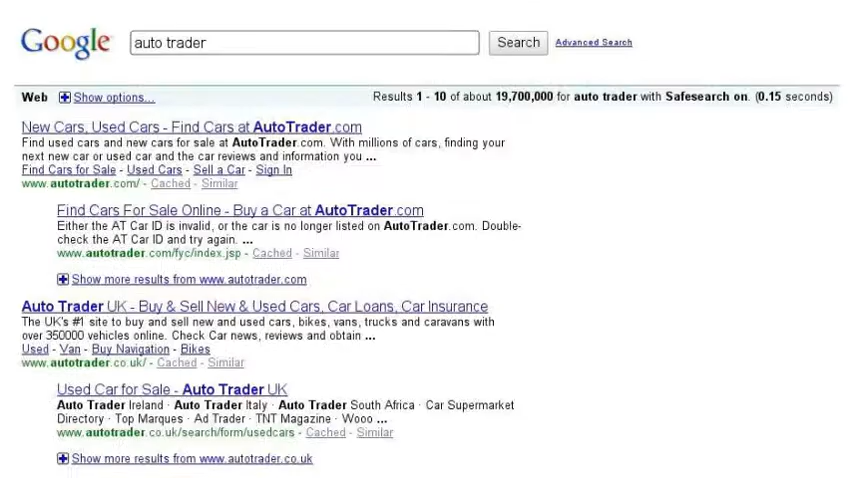 Google auto trader Search Advanced Search
Web Show options... Results 1 - 10 of about 19,700,000 for auto trader with Safesearch on. (0.15 seconds)
New Cars, Used Cars - Find Cars at AutoTrader.com
Find used cars and new cars for sale at AutoTrader.com. With millions of cars, finding your
next new car or used car and the car reviews and information you ...
Find Cars for Sale - Used Cars - Sell a Car - Sign In
www.autotrader.com/ - Cached - Similar
Find Cars For Sale Online - Buy a Car at AutoTrader.com
Either the AT Car ID is invalid, or the car is no longer listed on AutoTrader.com. Double-
check the AT Car ID and try again. ...
www.autotrader.com/fyc/index.jsp - Cached - Similar
Show more results from www.autotrader.com
Auto Trader UK - Buy & Sell New & Used Cars, Car Loans, Car Insurance
The UK's #1 site to buy and sell new and used cars, bikes, vans, trucks and caravans with
over 350000 vehicles online. Check Car news, reviews and obtain ...
Used - Van - Buy Navigation - Bikes
www.autotrader.co.uk/ - Cached - Similar
Used Car for Sale - Auto Trader UK
Auto Trader Ireland · Auto Trader Italy · Auto Trader South Africa · Car Supermarket
Directory · Top Marques · Ad Trader · TNT Magazine · Wooo ...
www.autotrader.co.uk/search/form/usedcars - Cached - Similar
Show more results from www.autotrader.co.uk